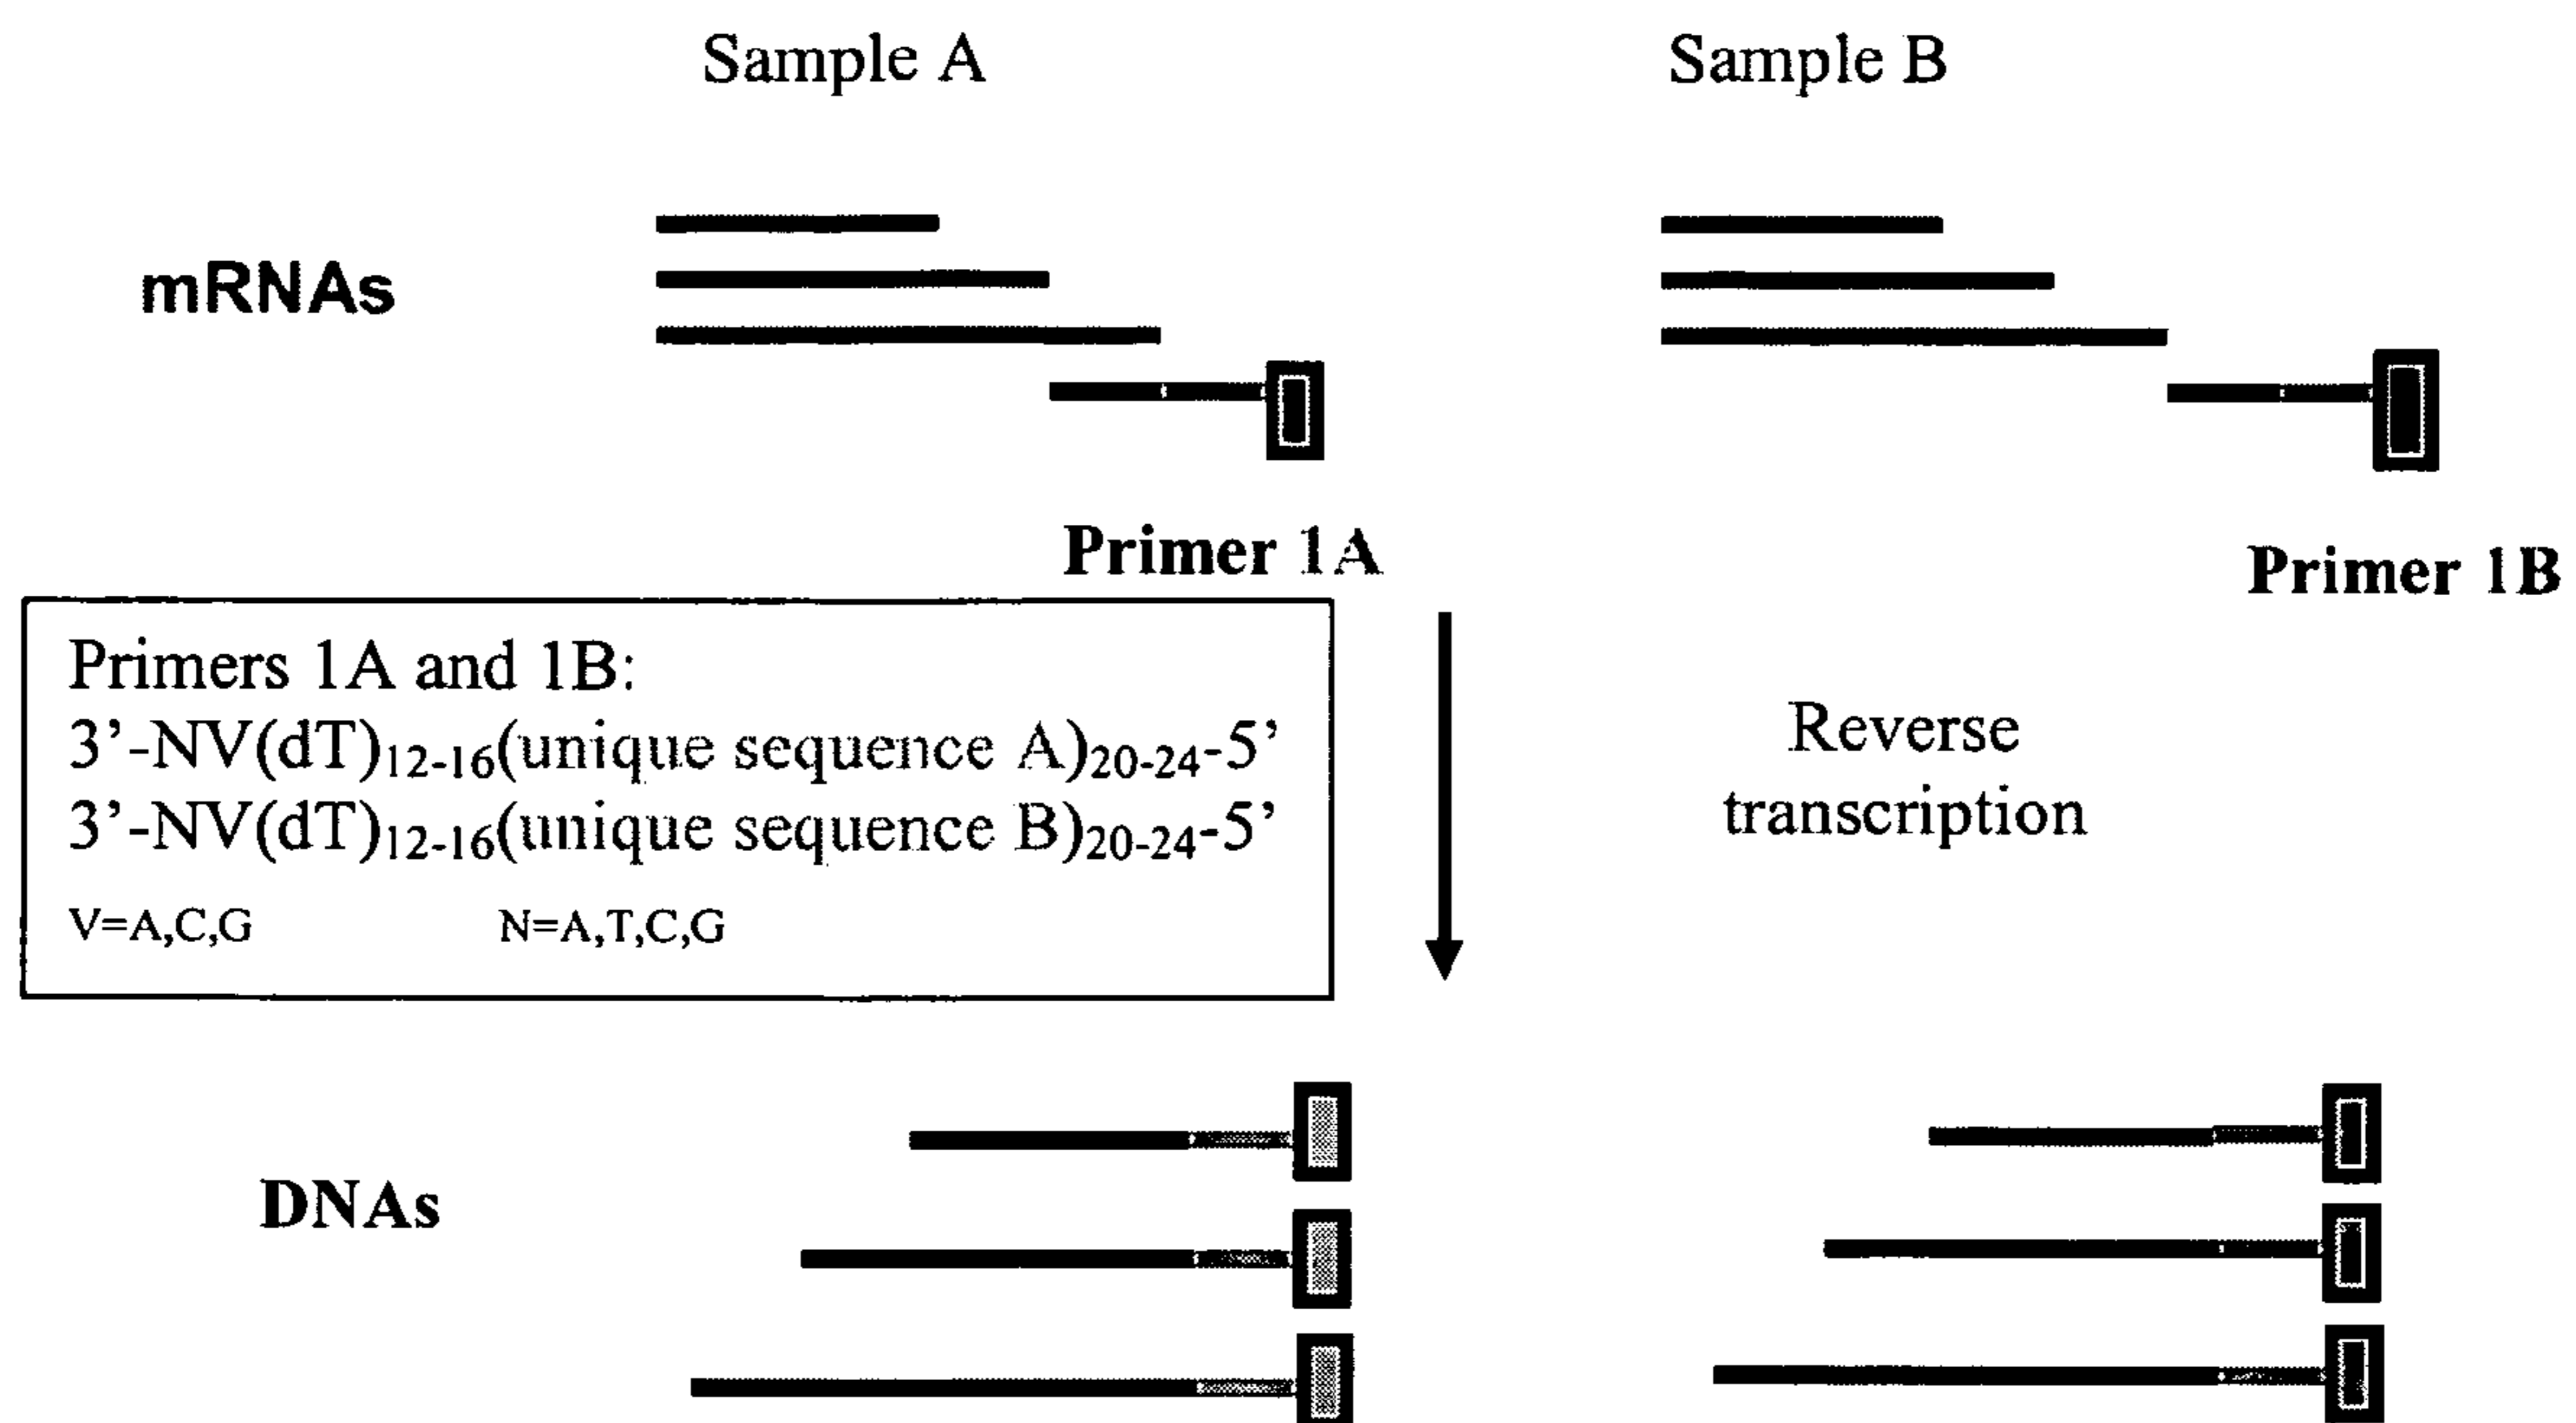 Sample A
Sample B
mRNAs
Primer 1A
Primer 1B
Primers 1A and 1B:
3’-NV(dT)₁₂₋₁₆(unique sequence A)₂₀₋₂₄-5’
3’-NV(dT)₁₂₋₁₆(unique sequence B)₂₀₋₂₄-5’
V=A,C,G N=A,T,C,G
Reverse
transcription
DNAs